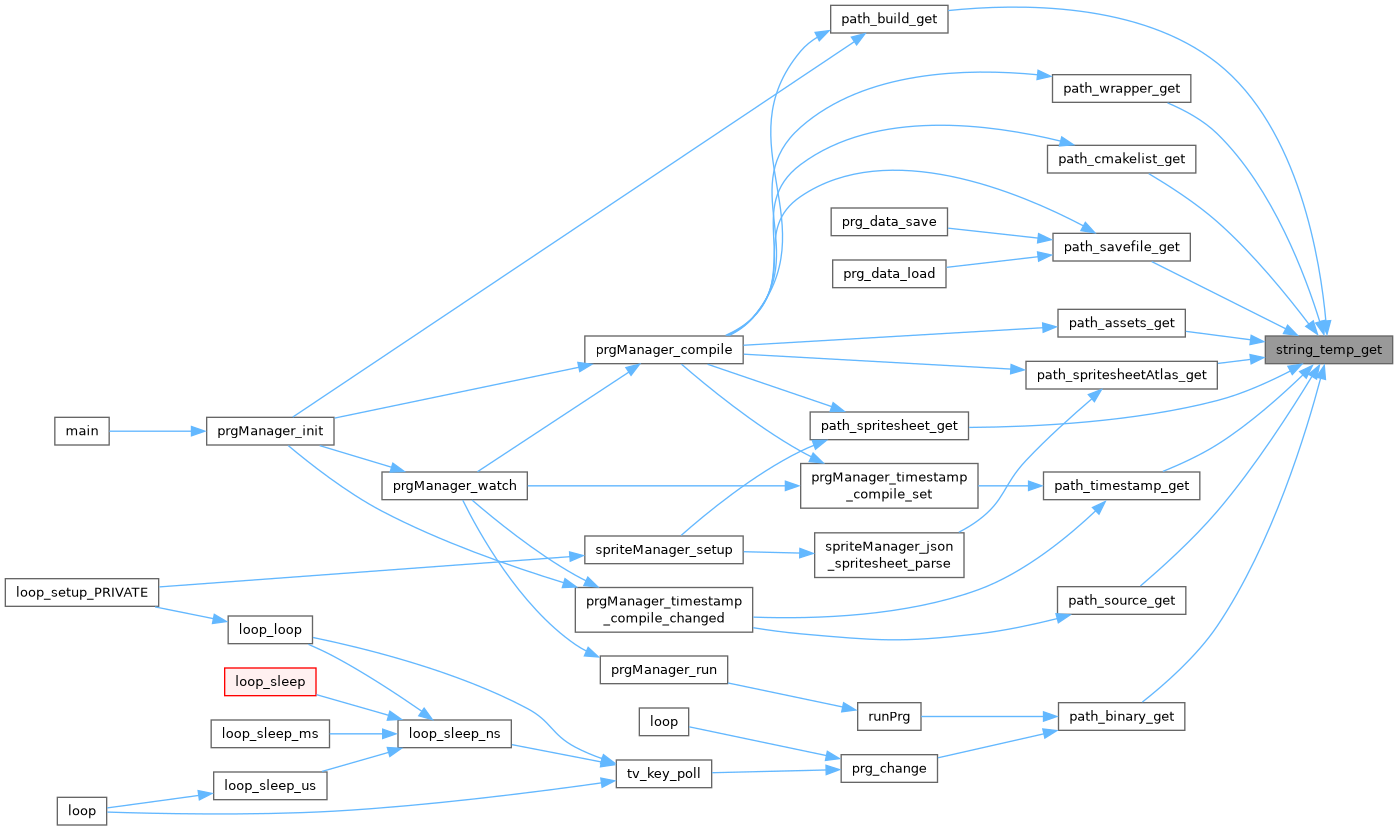 path_build_get
path_wrapper_get
path_cmakelist_get
prg_data_save
path_savefile_get
prg_data_load
path_assets_get
prgManager_compile
string_temp_get
path_spritesheetAtlas_get
path_spritesheet_get
main
prgManager_init
prgManager_watch
prgManager_timestamp
_compile_set
path_timestamp_get
spriteManager_setup
spriteManager_json
_spritesheet_parse
loop_setup_PRIVATE
prgManager_timestamp
_compile_changed
path_source_get
loop_loop
prgManager_run
loop_sleep
loop
runPrg
path_binary_get
loop_sleep_ms
loop_sleep_ns
tv_key_poll
prg_change
loop_sleep_us
loop